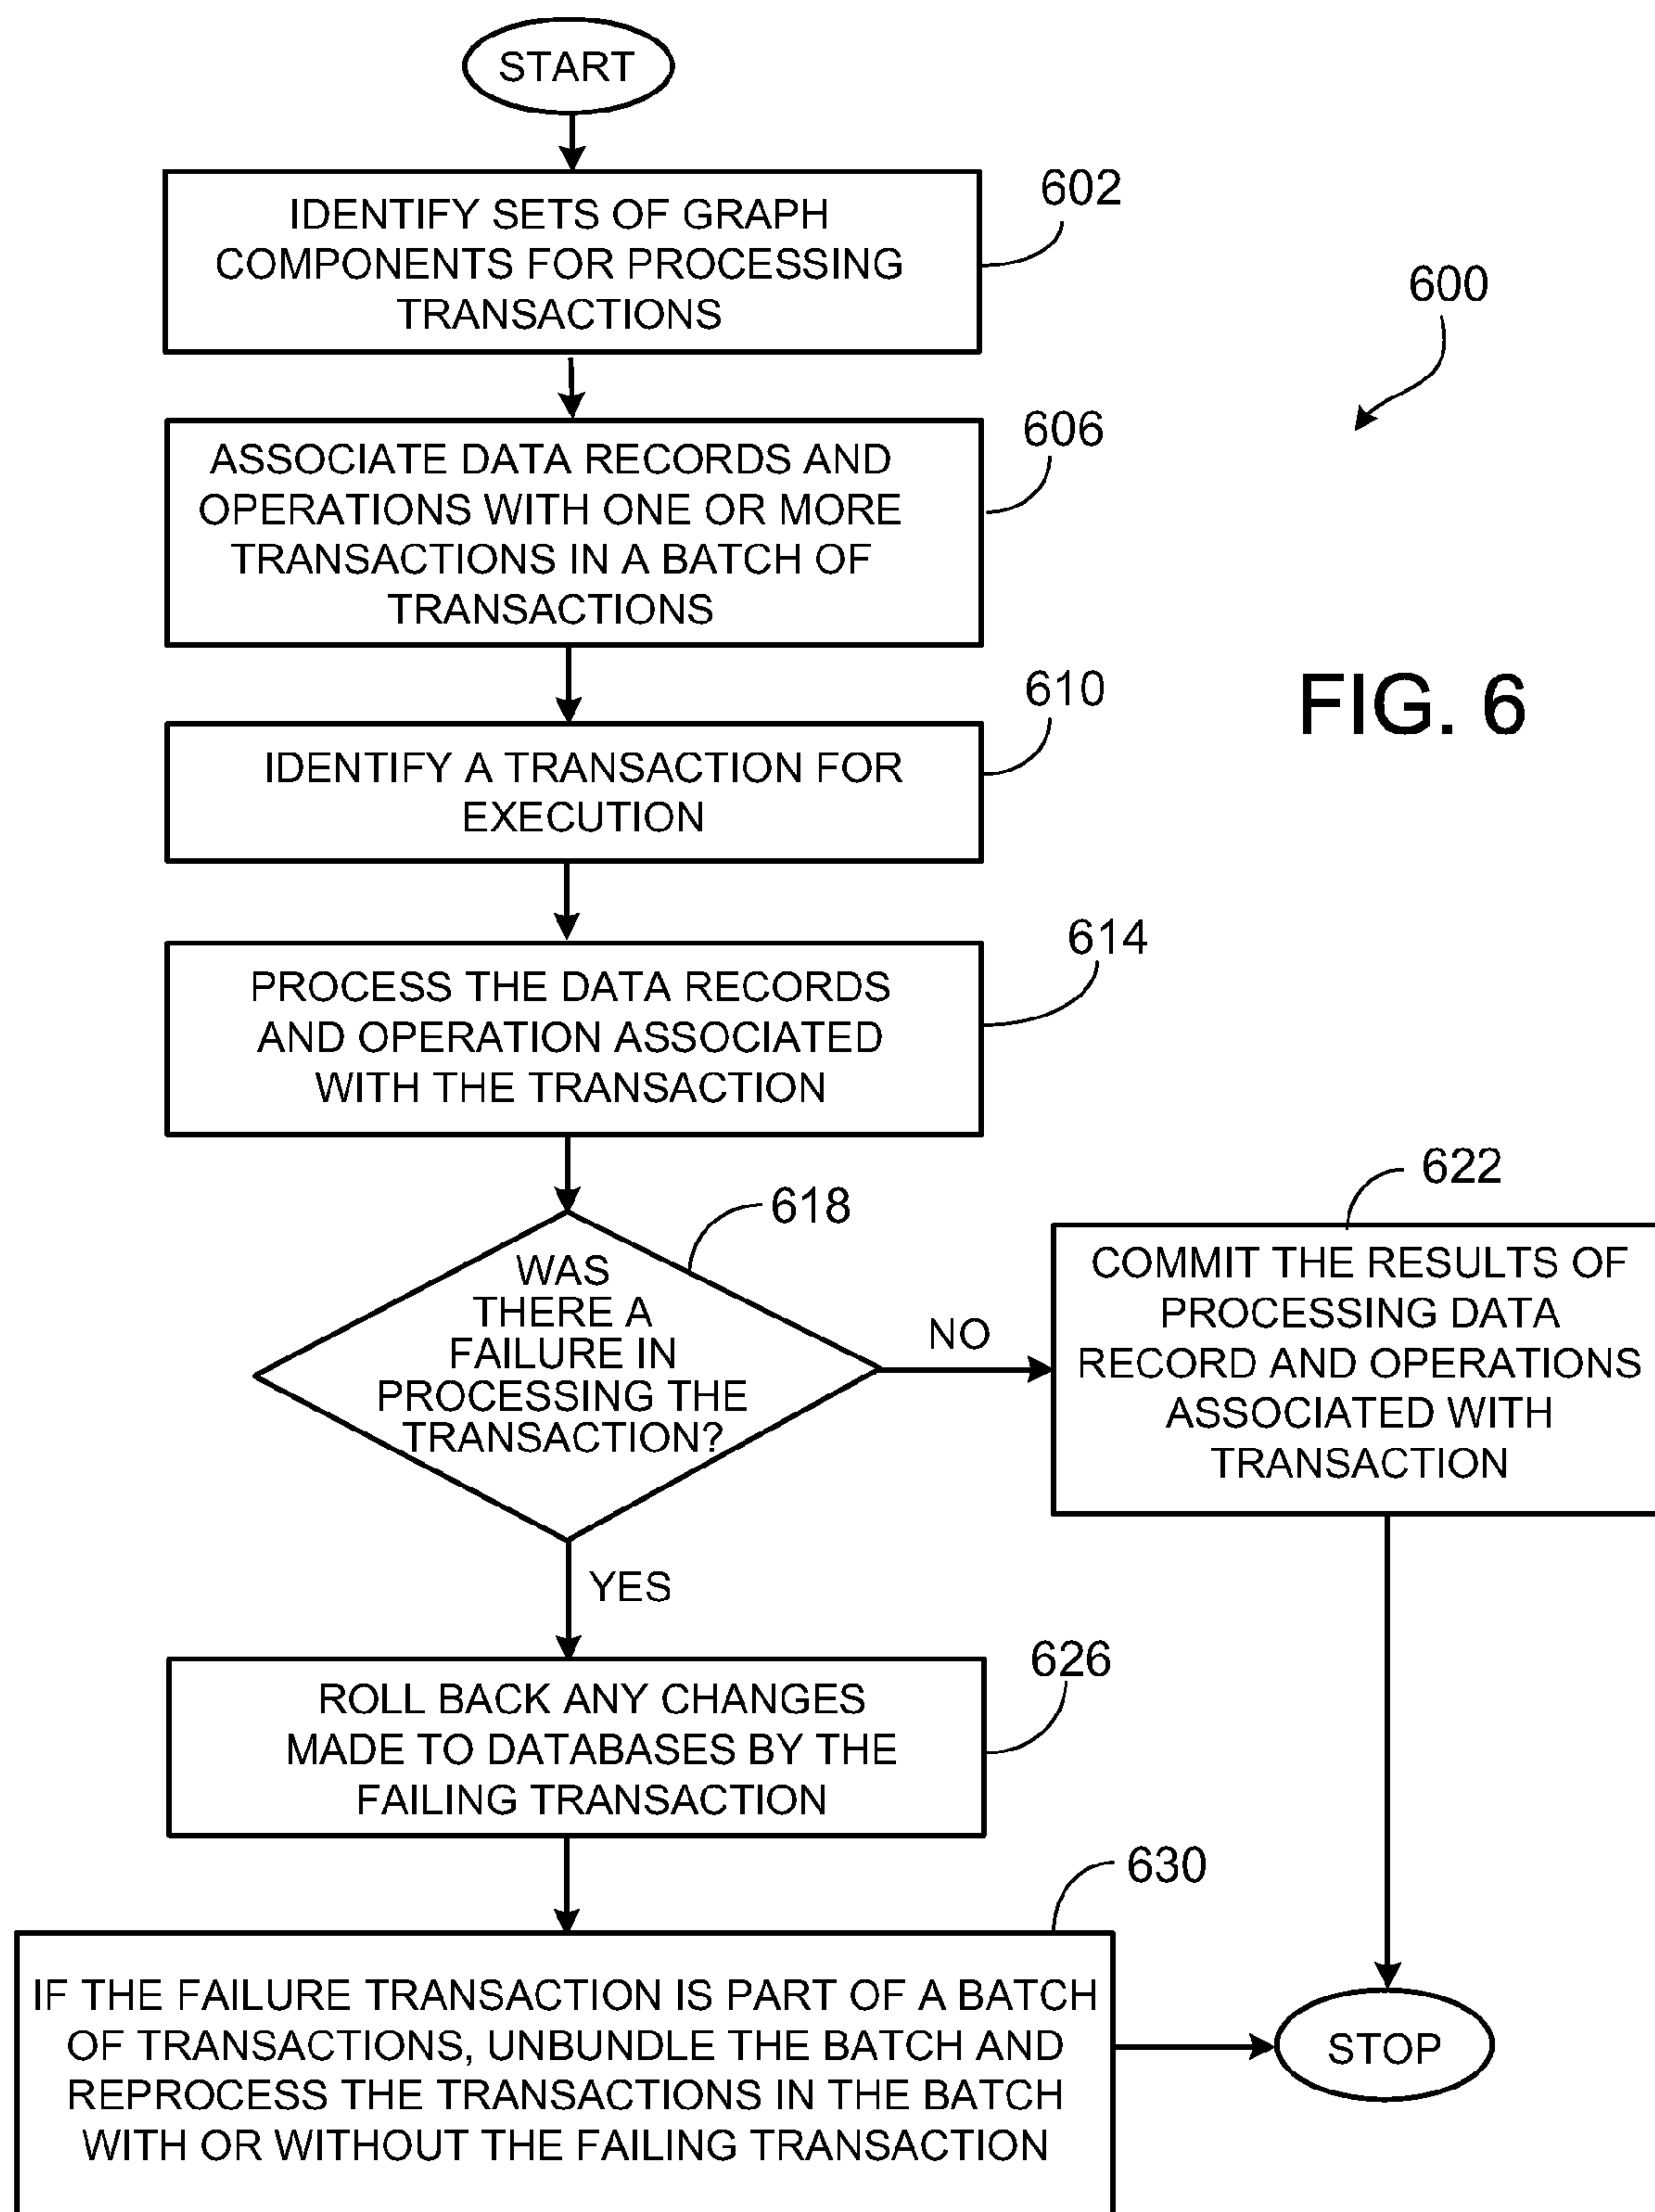 START
IDENTIFY SETS OF GRAPH
COMPONENTS FOR PROCESSING
TRANSACTIONS
602
600
ASSOCIATE DATA RECORDS AND
OPERATIONS WITH ONE OR MORE
TRANSACTIONS IN A BATCH OF
TRANSACTIONS
606
FIG. 6
IDENTIFY A TRANSACTION FOR
EXECUTION
610
PROCESS THE DATA RECORDS
AND OPERATION ASSOCIATED
WITH THE TRANSACTION
614
WAS
THERE A
FAILURE IN
PROCESSING THE
TRANSACTION?
618
NO
622
COMMIT THE RESULTS OF
PROCESSING DATA
RECORD AND OPERATIONS
ASSOCIATED WITH
TRANSACTION
YES
ROLL BACK ANY CHANGES
MADE TO DATABASES BY THE
FAILING TRANSACTION
626
630
IF THE FAILURE TRANSACTION IS PART OF A BATCH
OF TRANSACTIONS, UNBUNDLE THE BATCH AND
REPROCESS THE TRANSACTIONS IN THE BATCH
WITH OR WITHOUT THE FAILING TRANSACTION
STOP